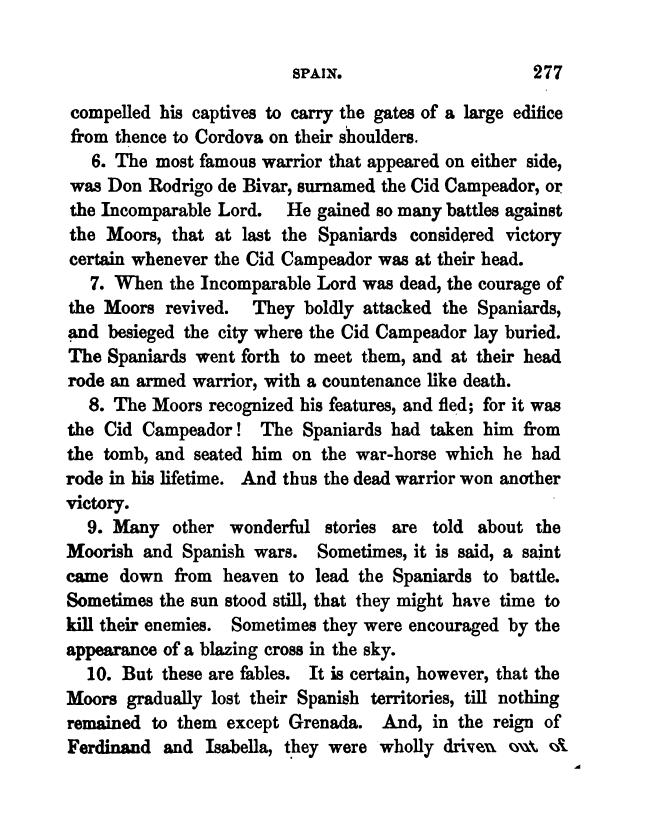 SPAIN. 277
compelled his captives to carry the gates of a large edifice
from thence to Cordova on their shoulders.
6. The most famous warrior that appeared on either side,
was Don Rodrigo de Bivar, surnamed the Cid Campeador, or
the Incomparable Lord. He gained so many battles against
the Moors, that at last the Spaniards considered victory
certain whenever the Cid Campeador was at their head.
7. When the Incomparable Lord was dead, the courage of
the Moors revived. They boldly attacked the Spaniards,
and besieged the city where the Cid Campeador lay buried.
The Spaniards went forth to meet them, and at their head
rode an armed warrior, with a countenance like death.
8. The Moors recognized his features, and fled; for it was
the Cid Campeador! The Spaniards had taken him from
the tomb, and seated him on the war-horse which he had
rode in his lifetime. And thus the dead warrior won another
victory.
9. Many other wonderful stories are told about the
Moorish and Spanish wars. Sometimes, it is said, a saint
came down from heaven to lead the Spaniards to battle.
Sometimes the sun stood still, that they might have time to
kill their enemies. Sometimes they were encouraged by the
appearance of a blazing cross in the sky.
10. But these are fables. It is certain, however, that the
Moors gradually lost their Spanish territories, till nothing
remained to them except Grenada. And, in the reign of
Ferdinand and Isabella, they were wholly driven out of